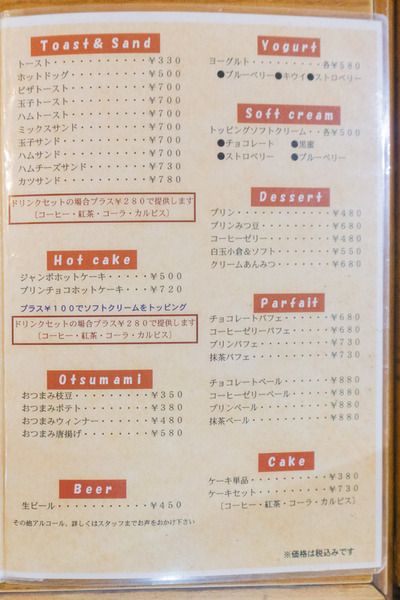 Toast& Sand
トースト・・・・・・・・・・¥330
ホットドッグ・・・・・・・・¥500
ピザトースト・・・・・・・・¥700
玉子トースト・・・・・・・・¥700
ハムトースト・・・・・・・・¥700
ミックスサンド・・・・・・・¥700
玉子サンド・・・・・・・・・¥700
ハムサンド・・・・・・・・・¥700
ハムチーズサンド・・・・・・¥730
カツサンド・・・・・・・・・¥780
ドリンクセットの場合プラス¥280で提供します
〔コーヒー・紅茶・コーラ・カルピス〕
Hot cake
ジャンボホットケーキ・・・・¥500
プリンチョコホットケーキ・・・¥720
プラス¥100でソフトクリームをトッピング
ドリンクセットの場合プラス¥280で提供します
〔コーヒー・紅茶・コーラ・カルピス〕
Otsumami
おつまみ枝豆・・・・・・・・¥350
おつまみポテト・・・・・・・¥380
おつまみウィンナー・・・・・¥480
おつまみ唐揚げ・・・・・・・¥580
Beer
生ビール・・・・・・・・・・¥450
その他アルコール、詳しくはスタッフまでお声をおかけ下さい
Yogurt
ヨーグルト・・・・・・・・・各¥580
●ブルーベリー●キウイ●ストロベリー
Soft cream
トッピングソフトクリーム・・各¥500
●チョコレート ●黒蜜
●ストロベリー ●ブルーベリー
Dessert
プリン・・・・・・・・・・・¥480
プリンみつ豆・・・・・・・・¥680
コーヒーゼリー・・・・・・・¥480
白玉小倉&ソフト・・・・・・¥550
クリームあんみつ・・・・・・¥680
Parfait
チョコレートパフェ・・・・・¥680
コーヒーゼリーパフェ・・・・¥680
プリンパフェ・・・・・・・・¥730
抹茶パフェ・・・・・・・・・¥730
チョコレートベール・・・・・¥880
コーヒーゼリーベール・・・・¥880
プリンベール・・・・・・・・¥880
抹茶ベール・・・・・・・・・¥880
Cake
ケーキ単品・・・・・・・・・¥380
ケーキセット・・・・・・・・¥730
〔コーヒー・紅茶・コーラ・カルピス〕
※価格は税込みです